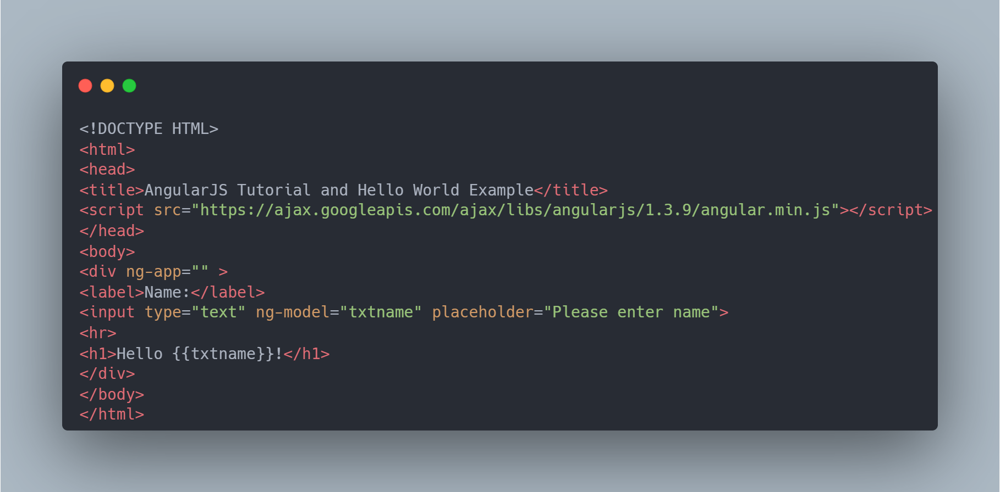 <!DOCTYPE HTML>
<html>
<head>
<title>AngularJS Tutorial and Hello World Example</title>
<script src="https://ajax.googleapis.com/ajax/libs/angularjs/1.3.9/angular.min.js"></script>
</head>
<body>
<div ng-app="" >
<label>Name:</label>
<input type="text" ng-model="txtname" placeholder="Please enter name">
<hr>
<h1>Hello {{txtname}}!</h1>
</div>
</body>
</html>